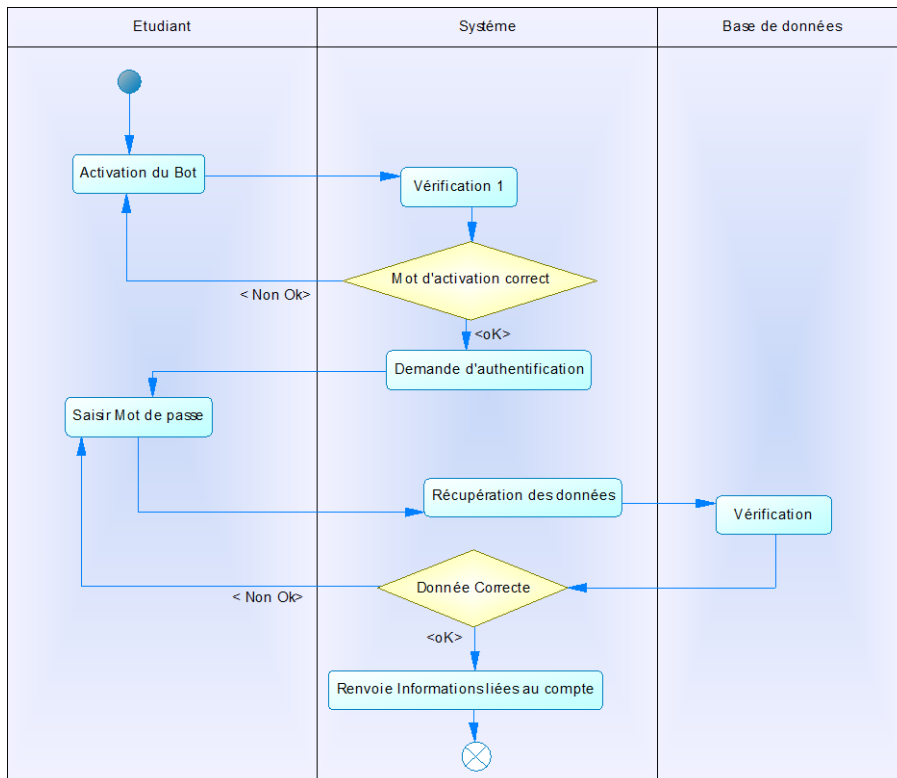 Etudiant
Systéme
Base de données
Activation du Bot
Vérification 1
Mot d'activation correct
< Non Ok>
<oK>
Demande d'authentification
Saisir Mot de passe
Récupération des données
Vérification
Donnée Correcte
< Non Ok>
<oK>
Renvoie Informations liées au compte